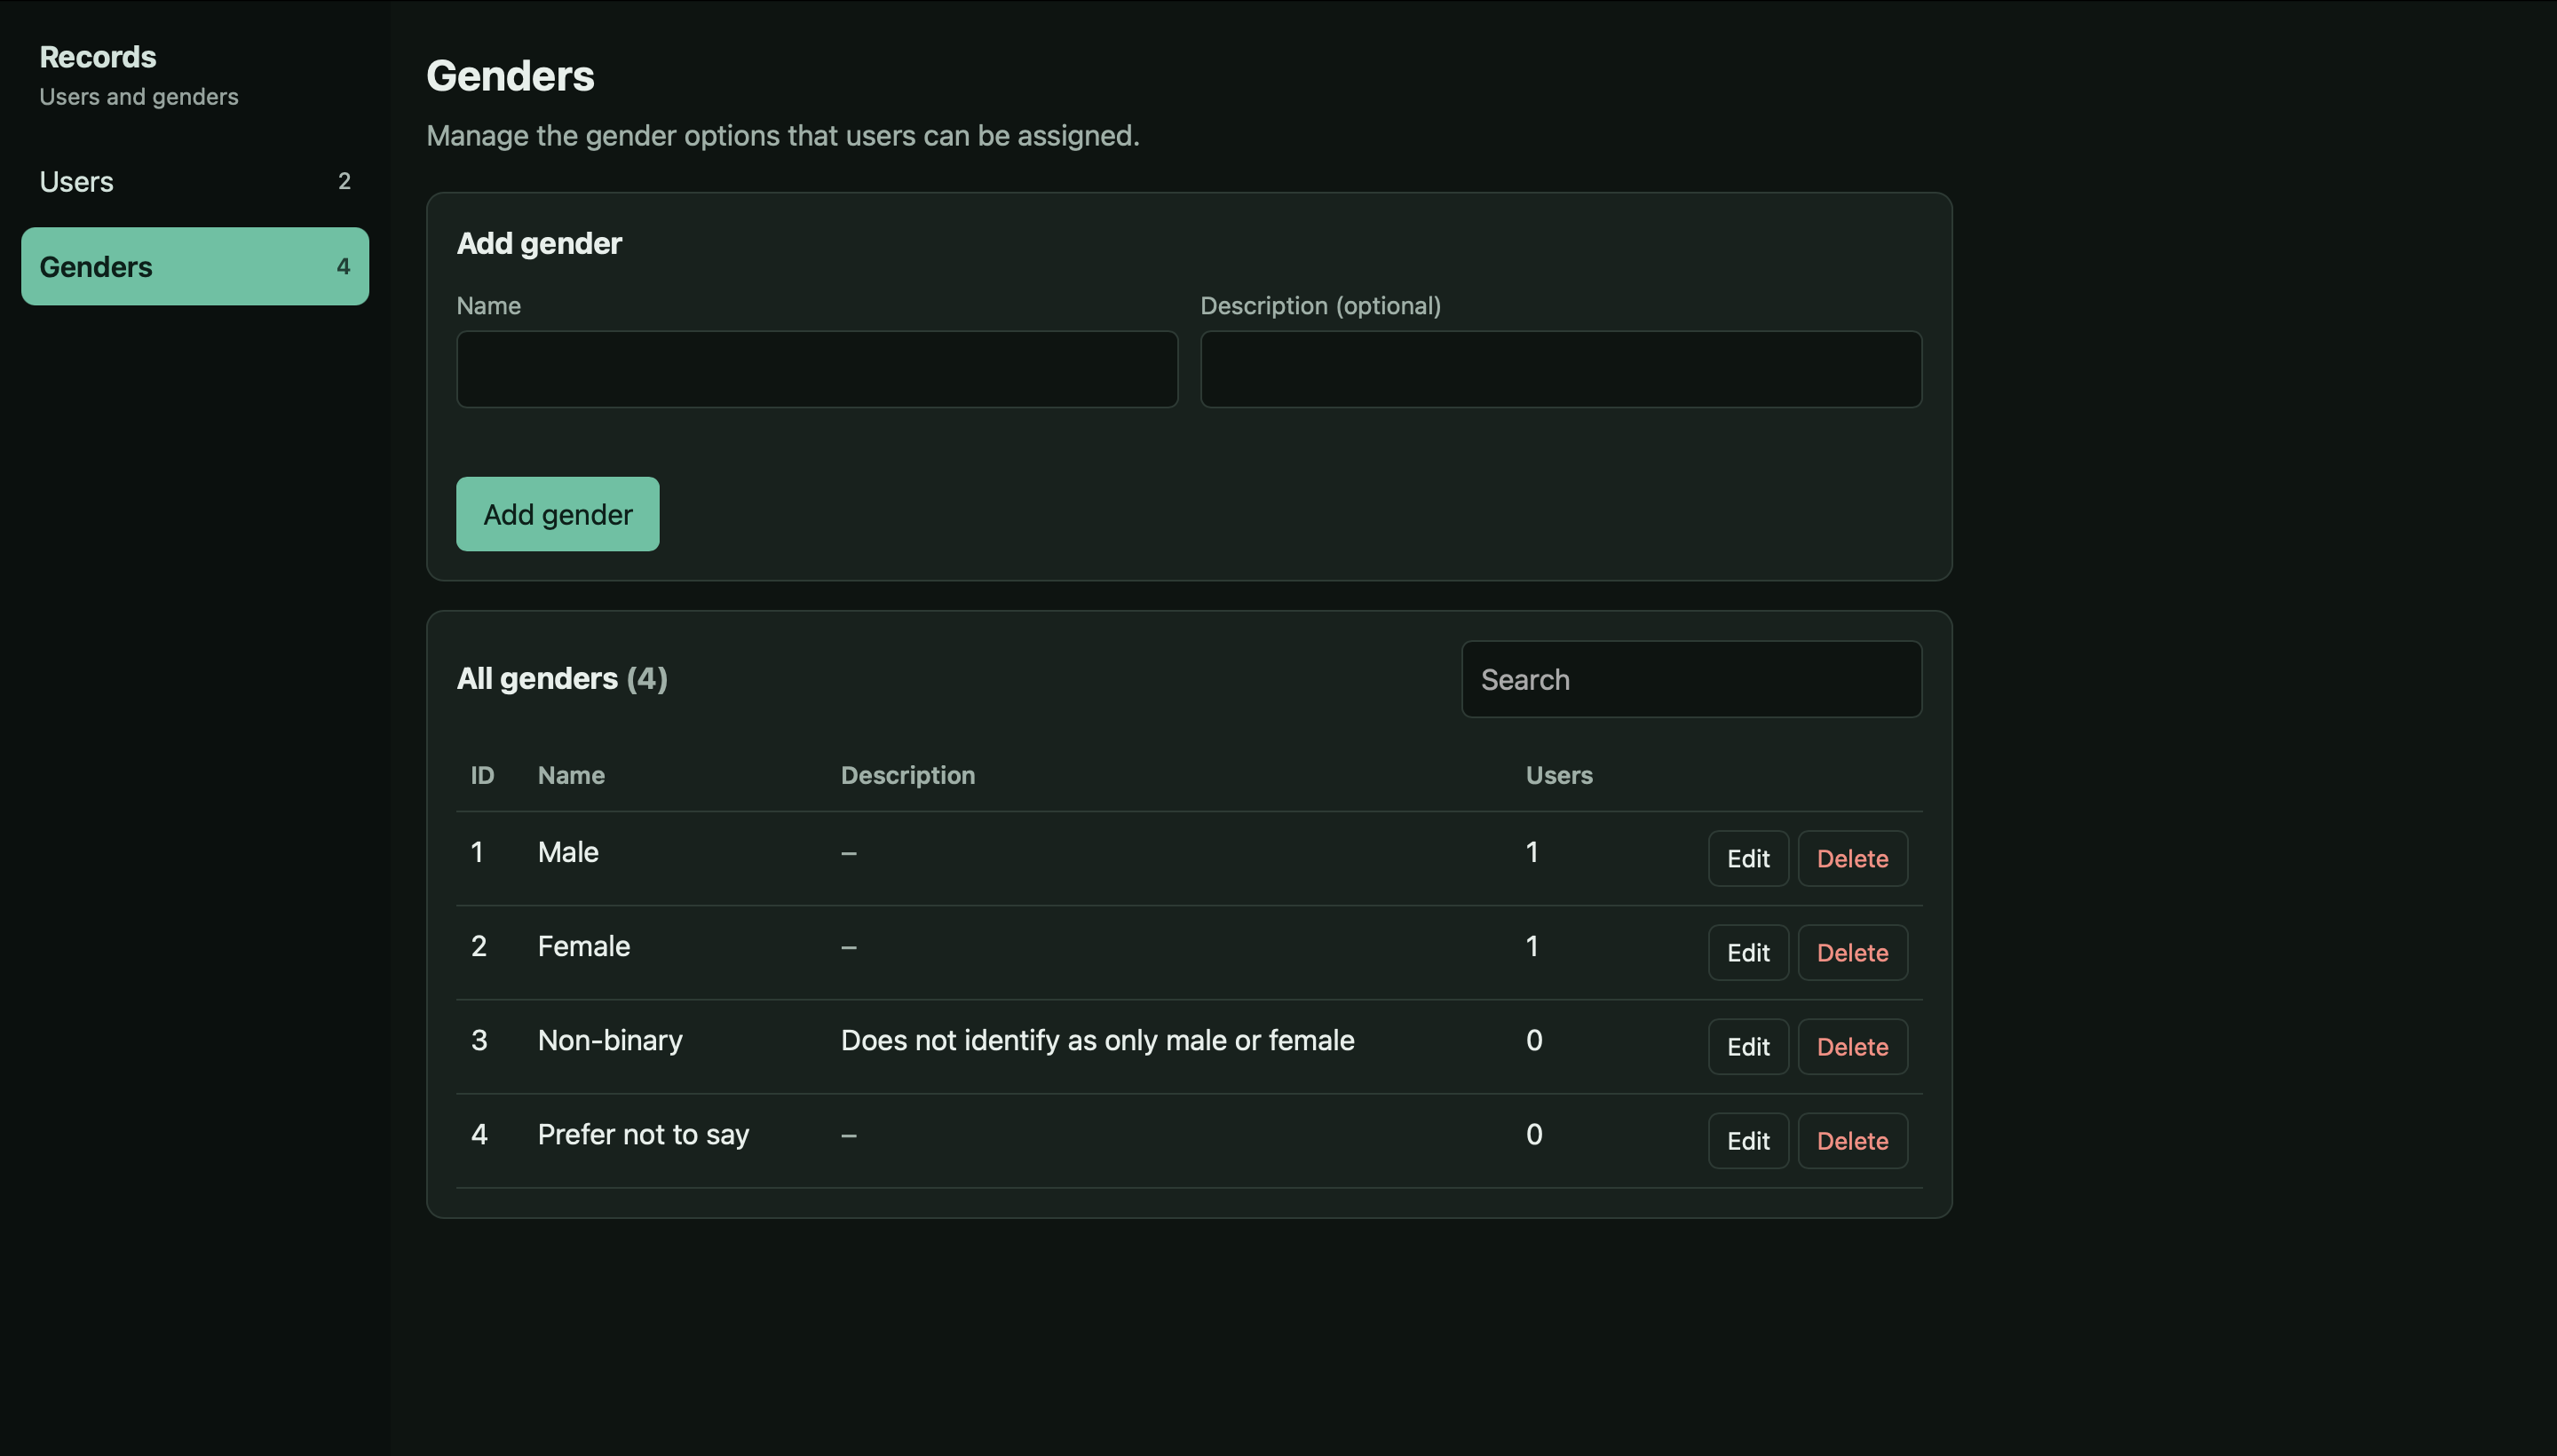 Records
Users and genders
Users 2
Genders 4
Genders
Manage the gender options that users can be assigned.
Add gender
Name Description (optional)
Add gender
All genders (4) Search
ID Name Description Users
1 Male – 1 Edit Delete
2 Female – 1 Edit Delete
3 Non-binary Does not identify as only male or female 0 Edit Delete
4 Prefer not to say – 0 Edit Delete